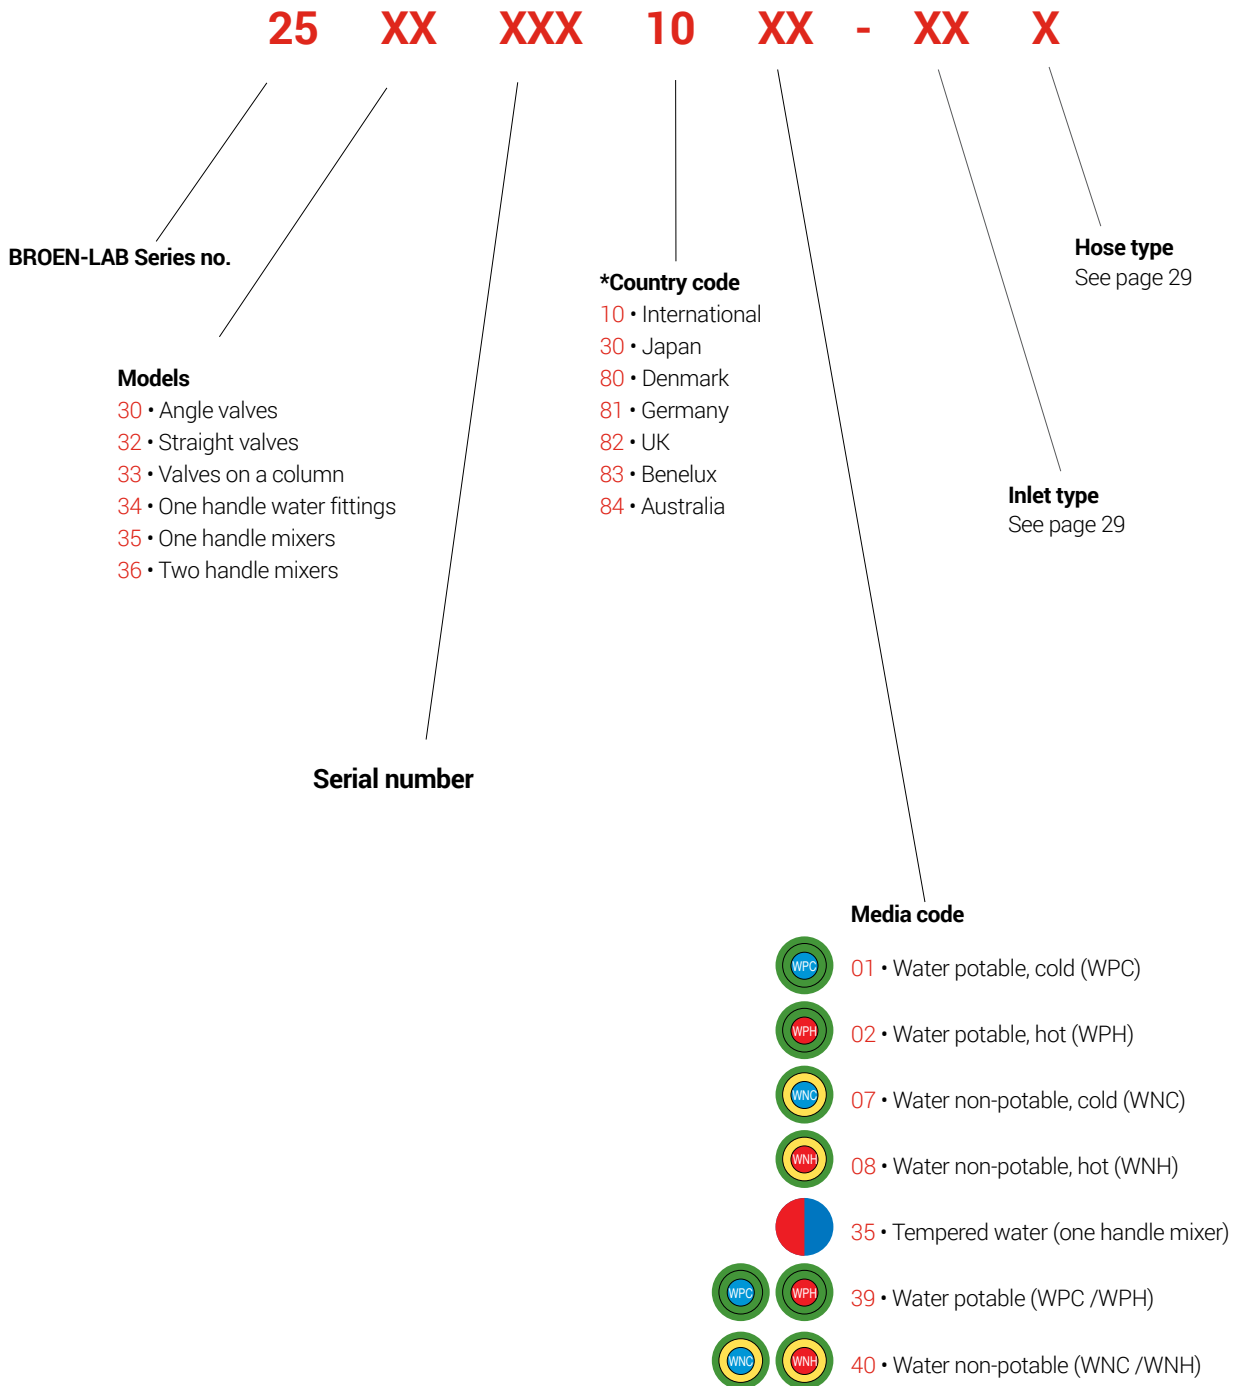 25 XX XXX 10 XX - XX X
BROEN-LAB Series no.
Models
30 • Angle valves
32 • Straight valves
33 • Valves on a column
34 • One handle water fittings
35 • One handle mixers
36 • Two handle mixers
Serial number
*Country code
10 • International
30 • Japan
80 • Denmark
81 • Germany
82 • UK
83 • Benelux
84 • Australia
Hose type
See page 29
Inlet type
See page 29
Media code
WPC 01 • Water potable, cold (WPC)
WPH 02 • Water potable, hot (WPH)
WNC 07 • Water non-potable, cold (WNC)
WNH 08 • Water non-potable, hot (WNH)
35 • Tempered water (one handle mixer)
WPC WPH 39 • Water potable (WPC /WPH)
WNC WNH 40 • Water non-potable (WNC /WNH)